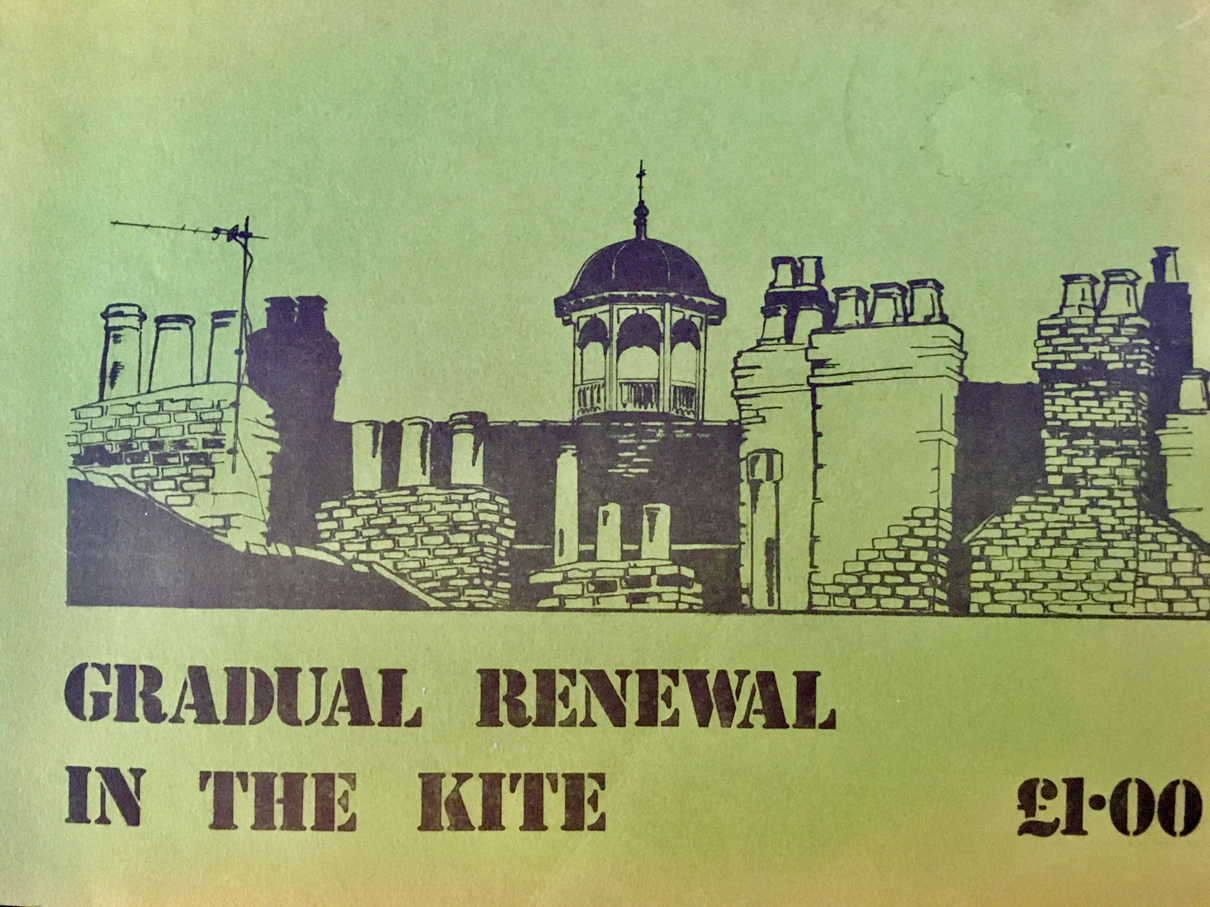 GRADUAL RENEWAL
IN THE KITE
£1·00